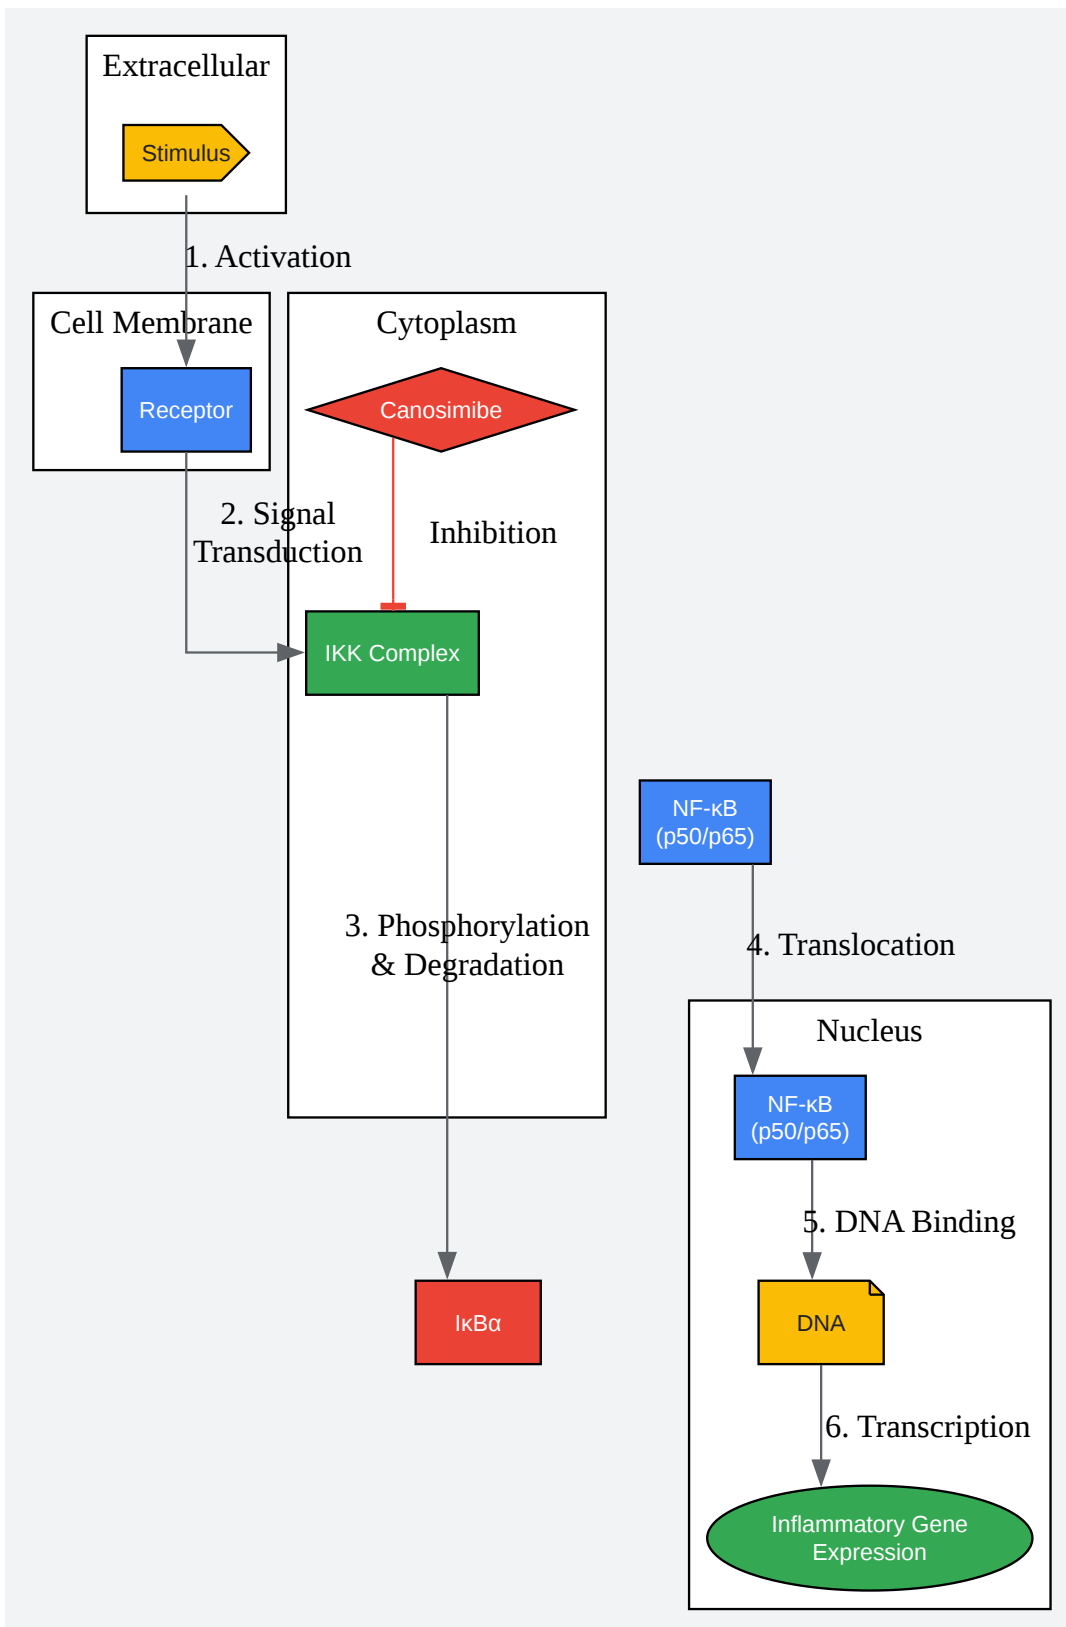 Extracellular
Stimulus
1. Activation
Cell Membrane
Receptor
Cytoplasm
Canosimibe
2. Signal
Transduction
Inhibition
IKK Complex
3. Phosphorylation
& Degradation
IκBα
NF-κB
(p50/p65)
4. Translocation
Nucleus
NF-κB
(p50/p65)
5. DNA Binding
DNA
6. Transcription
Inflammatory Gene
Expression